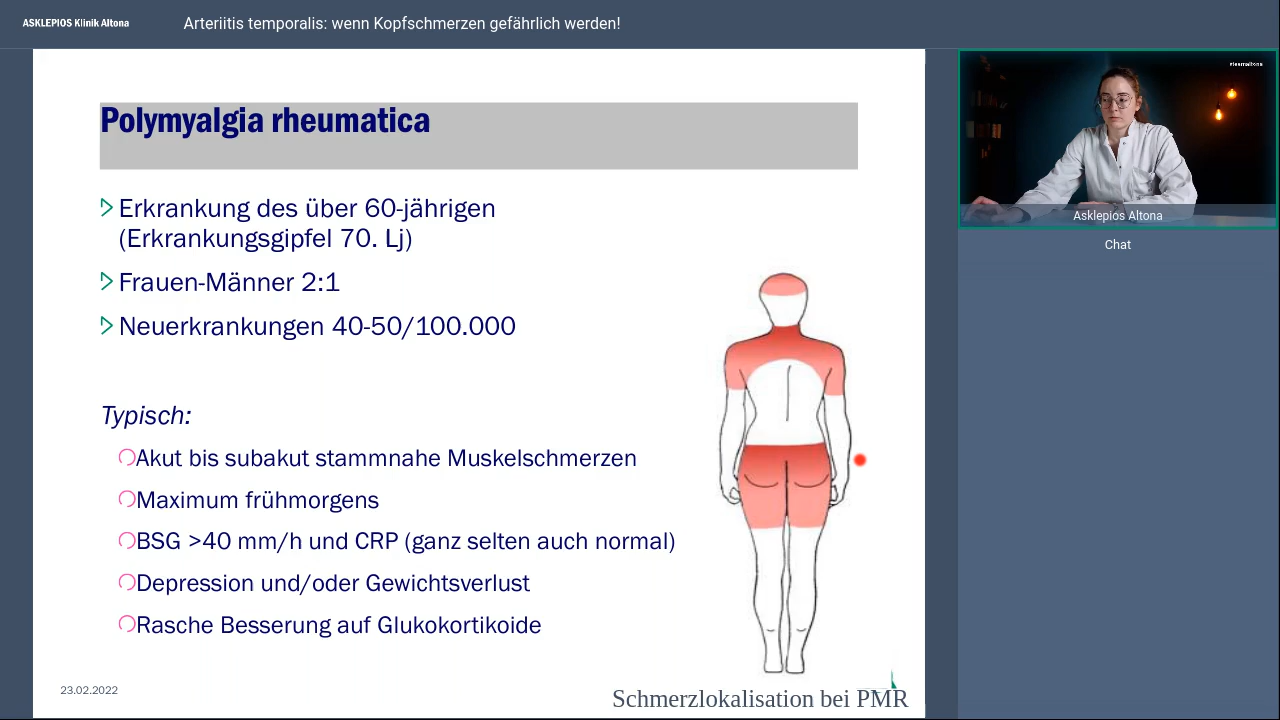 ASKLEPIOS Klinik Altona
Arteriitis temporalis: wenn Kopfschmerzen gefährlich werden!
Polymyalgia rheumatica
Erkrankung des über 60-jährigen
(Erkrankungsgipfel 70. Lj)
Frauen-Männer 2:1
Neuerkrankungen 40-50/100.000
Typisch:
Akut bis subakut stammnahe Muskelschmerzen
Maximum frühmorgens
BSG >40 mm/h und CRP (ganz selten auch normal)
Depression und/oder Gewichtsverlust
Rasche Besserung auf Glukokortikoide
23.02.2022
Schmerzlokalisation bei PMR
#teamaltona
Asklepios Altona
Chat